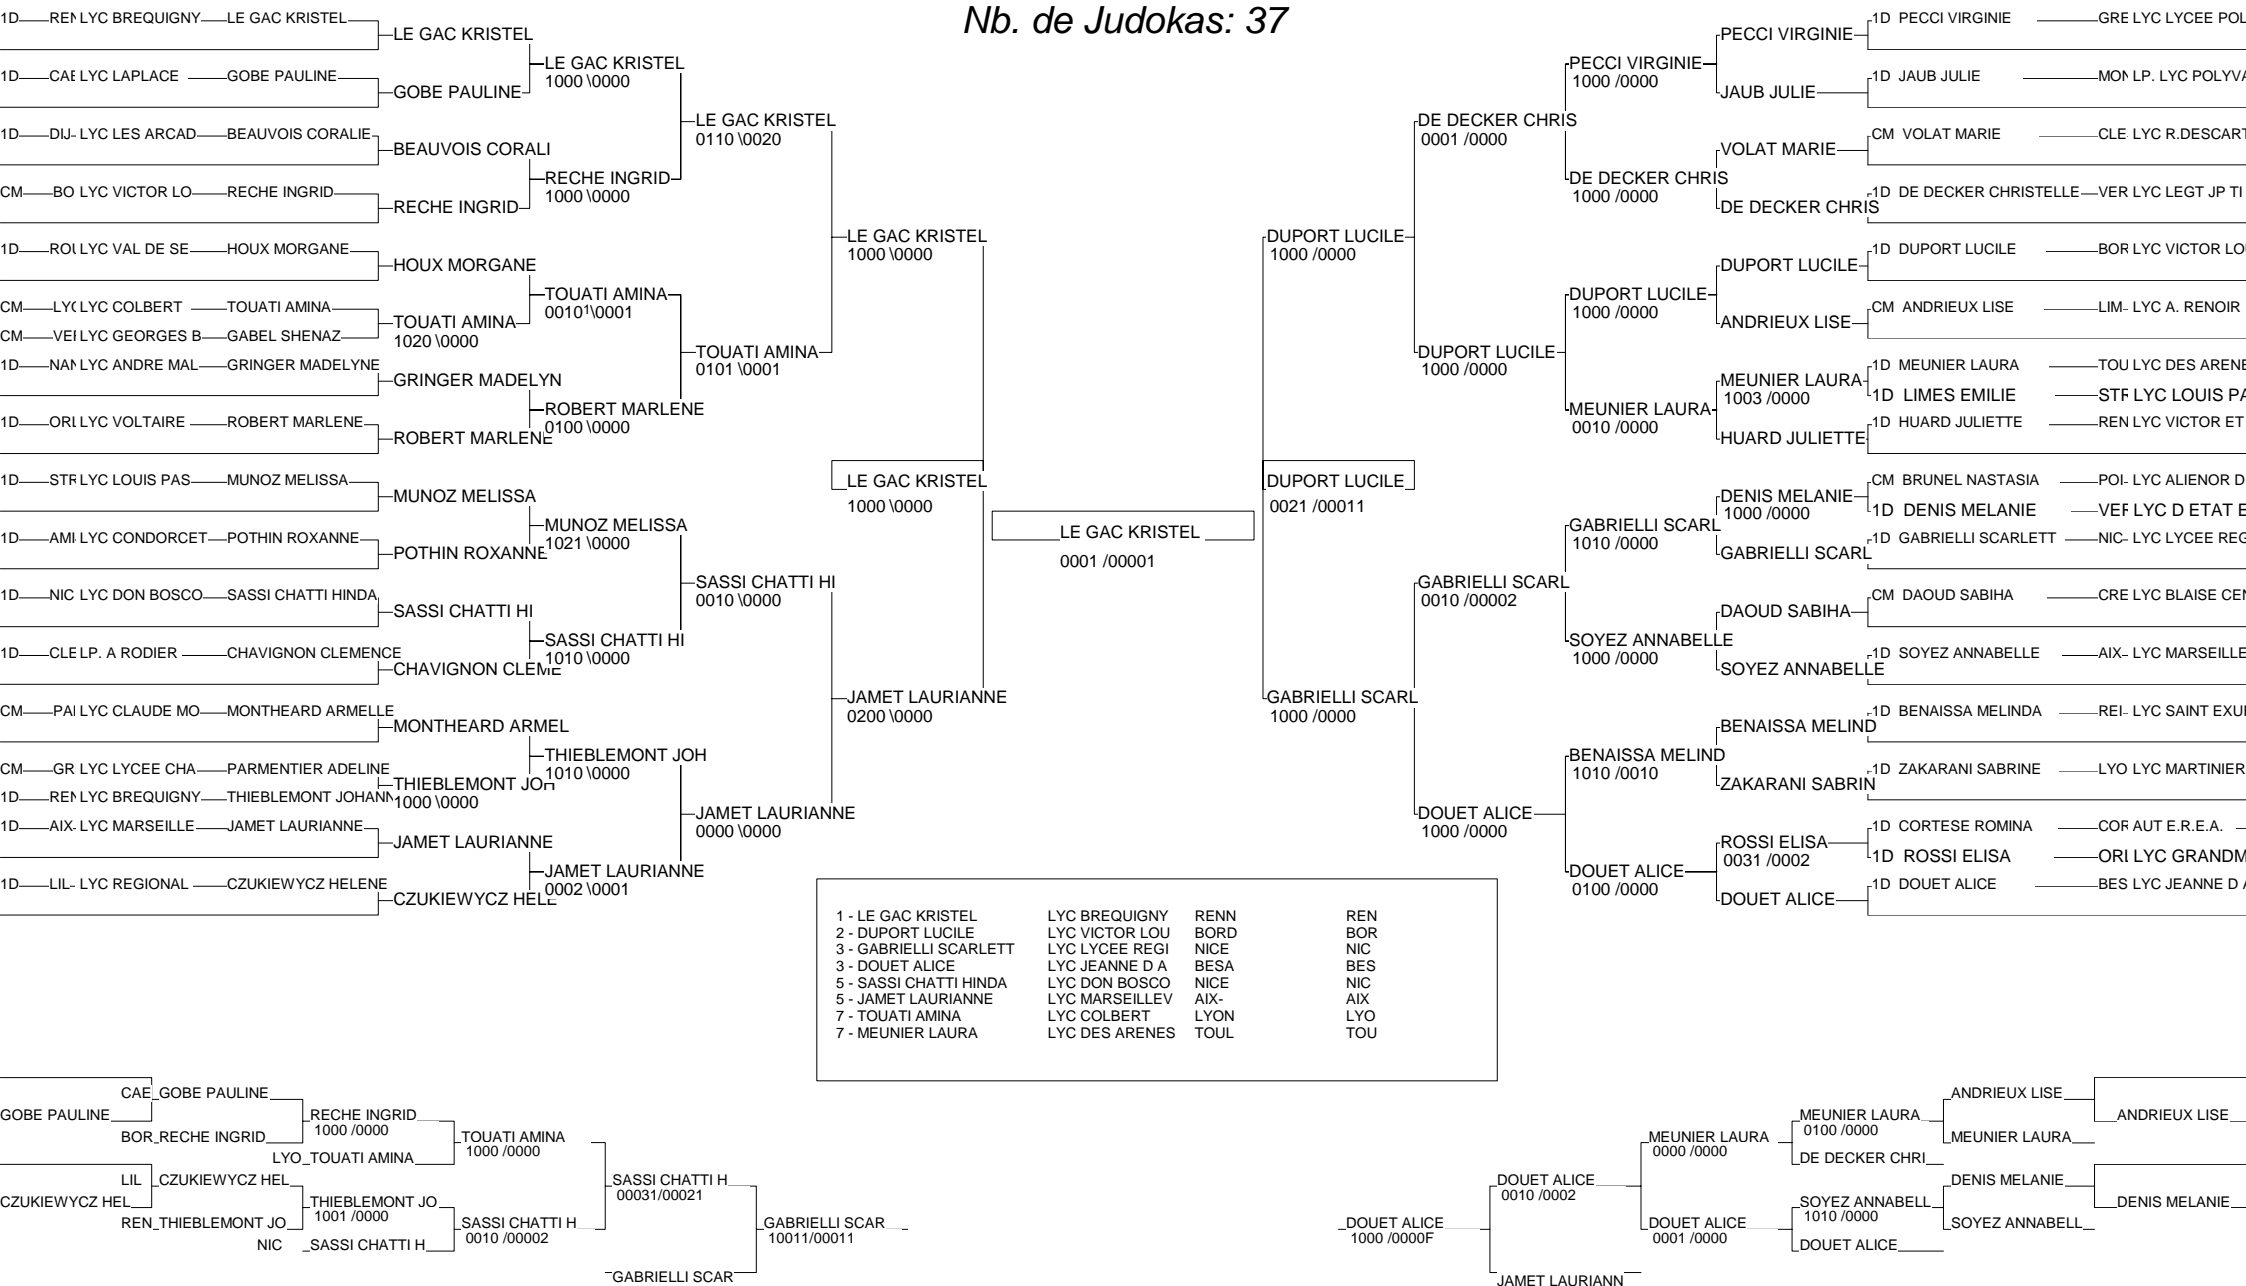 Nb. de Judokas: 37
1D REN LYC BREQUIGNY LE GAC KRISTEL
LE GAC KRISTEL
LE GAC KRISTEL
1000 \0000
1D CAE LYC LAPLACE GOBE PAULINE
GOBE PAULINE
LE GAC KRISTEL
0110 \0020
1D DIJ- LYC LES ARCAD BEAUVOIS CORALIE
BEAUVOIS CORALI
RECHE INGRID
1000 \0000
CM BO LYC VICTOR LO RECHE INGRID
RECHE INGRID
LE GAC KRISTEL
1000 \0000
1D ROU LYC VAL DE SE HOUX MORGANE
HOUX MORGANE
TOUATI AMINA
0010¹\0001
CM LYO LYC COLBERT TOUATI AMINA
TOUATI AMINA
1020 \0000
CM VE LYC GEORGES B GABEL SHENAZ
TOUATI AMINA
0101 \0001
1D NAN LYC ANDRE MAL GRINGER MADELYNE
GRINGER MADELYN
ROBERT MARLENE
0100 \0000
1D ORL LYC VOLTAIRE ROBERT MARLENE
ROBERT MARLENE
LE GAC KRISTEL
1000 \0000
1D STR LYC LOUIS PAS MUNOZ MELISSA
MUNOZ MELISSA
MUNOZ MELISSA
1021 \0000
1D AMI LYC CONDORCET POTHIN ROXANNE
POTHIN ROXANNE
SASSI CHATTI HI
0010 \0000
1D NIC LYC DON BOSCO SASSI CHATTI HINDA
SASSI CHATTI HI
SASSI CHATTI HI
1010 \0000
1D CLE LP. A RODIER CHAVIGNON CLEMENCE
CHAVIGNON CLEME
JAMET LAURIANNE
0200 \0000
CM PA LYC CLAUDE MO MONTHEARD ARMELLE
MONTHEARD ARMEL
THIEBLEMONT JOH
1010 \0000
CM GR LYC LYCEE CHA PARMENTIER ADELINE
THIEBLEMONT JOH
1000 \0000
1D REN LYC BREQUIGNY THIEBLEMONT JOHANN
JAMET LAURIANNE
0000 \0000
1D AIX- LYC MARSEILLE JAMET LAURIANNE
JAMET LAURIANNE
JAMET LAURIANNE
0002 \0001
1D LIL- LYC REGIONAL CZUKIEWYCZ HELENE
CZUKIEWYCZ HELE
LE GAC KRISTEL
0001 /00001
DUPORT LUCILE
0021 /00011
PECCI VIRGINIE
1D PECCI VIRGINIE GRE LYC LYCEE POL
PECCI VIRGINIE
1000 /0000
JAUB JULIE
1D JAUB JULIE MON LP. LYC POLYVA
DE DECKER CHRIS
0001 /0000
VOLAT MARIE
CM VOLAT MARIE CLE LYC R.DESCART
DE DECKER CHRIS
1000 /0000
DE DECKER CHRIS
1D DE DECKER CHRISTELLE VER LYC LEGT JP TI
DUPORT LUCILE
1000 /0000
DUPORT LUCILE
1D DUPORT LUCILE BOR LYC VICTOR LOU
DUPORT LUCILE
1000 /0000
ANDRIEUX LISE
CM ANDRIEUX LISE LIM- LYC A. RENOIR
DUPORT LUCILE
1000 /0000
MEUNIER LAURA
1003 /0000
1D MEUNIER LAURA TOU LYC DES ARENE
1D LIMES EMILIE STR LYC LOUIS PA
MEUNIER LAURA
0010 /0000
HUARD JULIETTE
1D HUARD JULIETTE REN LYC VICTOR ET
DENIS MELANIE
1000 /0000
CM BRUNEL NASTASIA POI- LYC ALIENOR D
1D DENIS MELANIE VER LYC D ETAT E
GABRIELLI SCARL
1010 /0000
GABRIELLI SCARL
1D GABRIELLI SCARLETT NIC- LYC LYCEE REG
GABRIELLI SCARL
0010 /00002
DAOUD SABIHA
CM DAOUD SABIHA CRE LYC BLAISE CEN
SOYEZ ANNABELLE
1000 /0000
SOYEZ ANNABELLE
1D SOYEZ ANNABELLE AIX- LYC MARSEILLE
GABRIELLI SCARL
1000 /0000
BENAISSA MELIND
1D BENAISSA MELINDA REI- LYC SAINT EXUP
BENAISSA MELIND
1010 /0010
ZAKARANI SABRIN
1D ZAKARANI SABRINE LYO LYC MARTINIER
DOUET ALICE
1000 /0000
ROSSI ELISA
0031 /0002
1D CORTESE ROMINA COR AUT E.R.E.A.
1D ROSSI ELISA ORL LYC GRANDM
DOUET ALICE
0100 /0000
DOUET ALICE
1D DOUET ALICE BES LYC JEANNE D A
1 - LE GAC KRISTEL LYC BREQUIGNY RENN REN
2 - DUPORT LUCILE LYC VICTOR LOU BORD BOR
3 - GABRIELLI SCARLETT LYC LYCEE REGI NICE NIC
3 - DOUET ALICE LYC JEANNE D A BESA BES
5 - SASSI CHATTI HINDA LYC DON BOSCO NICE NIC
5 - JAMET LAURIANNE LYC MARSEILLEV AIX- AIX
7 - TOUATI AMINA LYC COLBERT LYON LYO
7 - MEUNIER LAURA LYC DES ARENES TOUL TOU
CAE GOBE PAULINE
GOBE PAULINE
RECHE INGRID
1000 /0000
BOR RECHE INGRID
TOUATI AMINA
1000 /0000
LYO TOUATI AMINA
LIL CZUKIEWYCZ HEL
SASSI CHATTI H
00031/00021
CZUKIEWYCZ HEL
THIEBLEMONT JO
1001 /0000
REN THIEBLEMONT JO
SASSI CHATTI H
0010 /00002
GABRIELLI SCAR
10011/00011
NIC SASSI CHATTI H
GABRIELLI SCAR
ANDRIEUX LISE
ANDRIEUX LISE
MEUNIER LAURA
0100 /0000
MEUNIER LAURA
MEUNIER LAURA
0000 /0000
DE DECKER CHRI
DOUET ALICE
0010 /0002
DENIS MELANIE
DENIS MELANIE
SOYEZ ANNABELL
1010 /0000
SOYEZ ANNABELL
DOUET ALICE
1000 /0000F
DOUET ALICE
0001 /0000
DOUET ALICE
JAMET LAURIANN